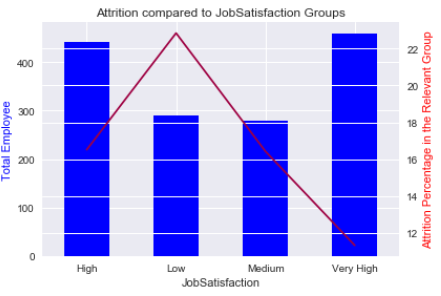 Attrition compared to JobSatisfaction Groups
Total Employee
400
300
200
100
0
22
20
18
16
14
12
Attrition Percentage in the Relevant Group
High Low Medium Very High
JobSatisfaction